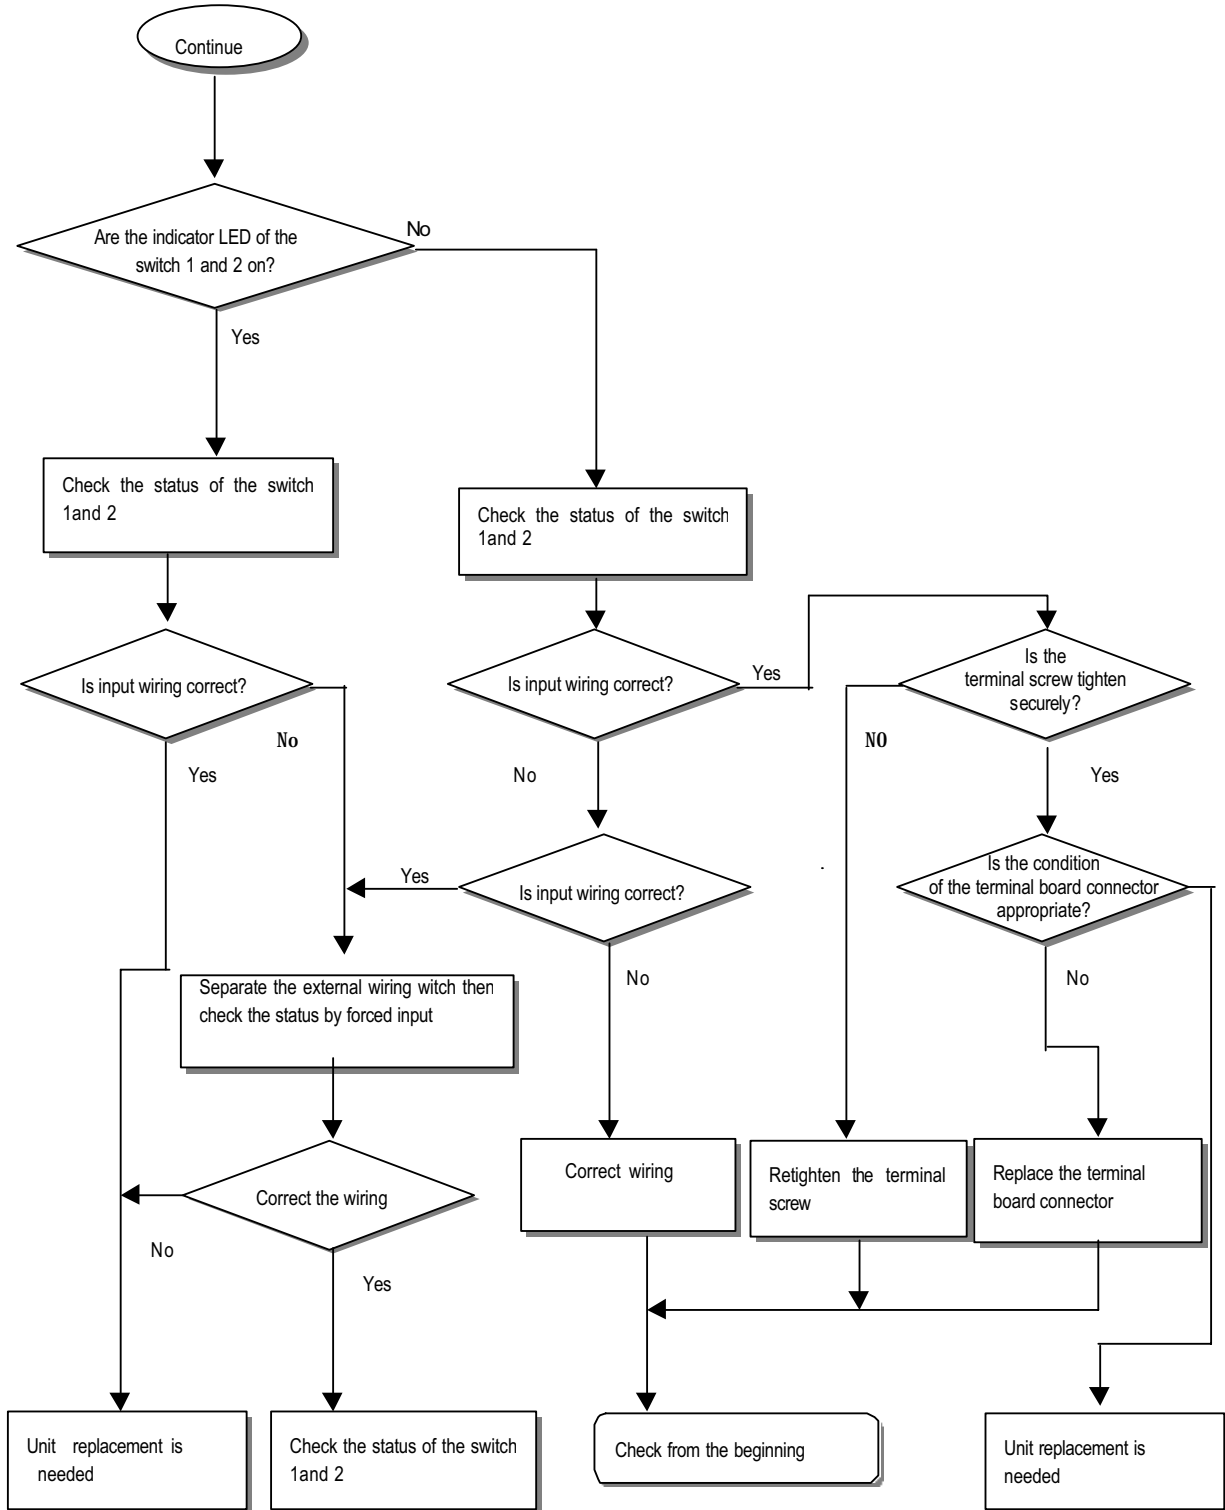 Continue
No
Are the indicator LED of the
switch 1 and 2 on?
Yes
Check the status of the switch
1and 2
Check the status of the switch
1and 2
Is input wiring correct?
Is input wiring correct?
Yes
Is the
terminal screw tighten
securely?
No
NO
Yes
No
Yes
Yes
Is input wiring correct?
Is the condition
of the terminal board connector
appropriate?
Separate the external wiring witch then
check the status by forced input
No
No
Correct the wiring
Correct wiring
Retighten the terminal
screw
Replace the terminal
board connector
No
Yes
Unit replacement is
needed
Check the status of the switch
1and 2
Check from the beginning
Unit replacement is
needed